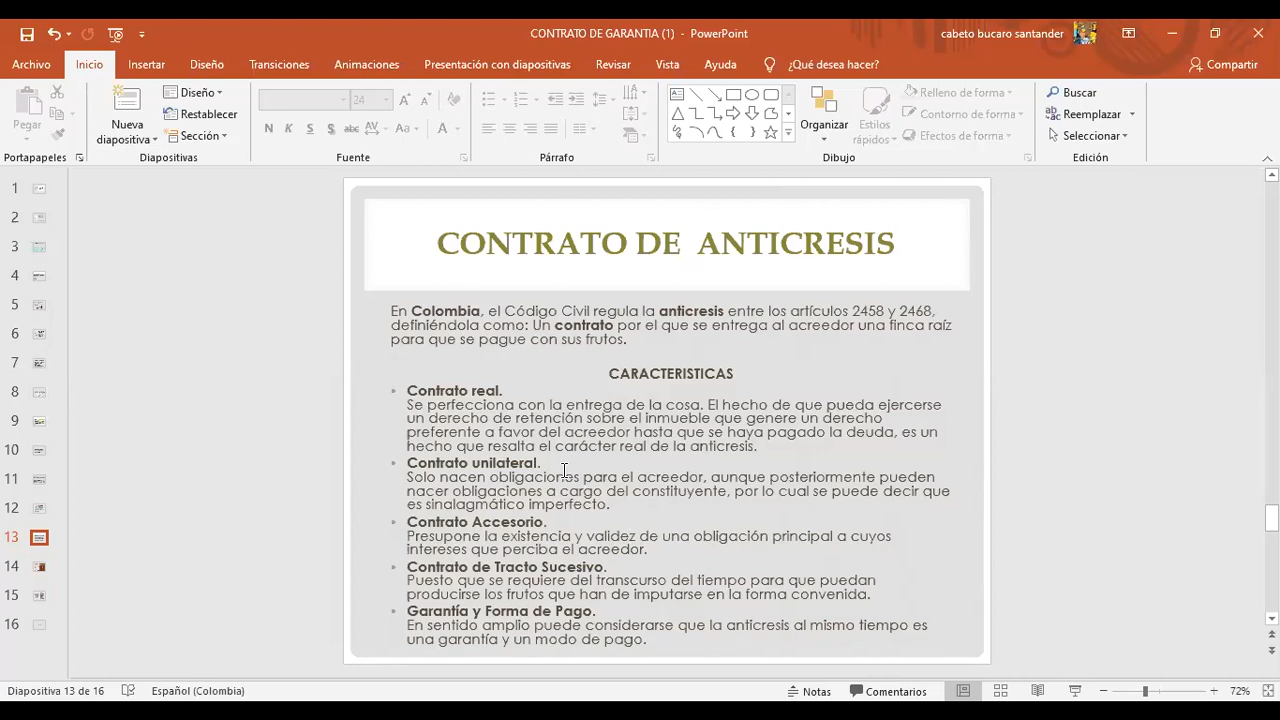 CONTRATO DE GARANTIA (1) - PowerPoint
cabeto bucaro santander
Archivo Inicio Insertar Diseño Transiciones Animaciones Presentación con diapositivas Revisar Vista Ayuda ¿Qué desea hacer? Compartir
Pegar
Nueva diapositiva
Diseño
Restablecer
Sección
24
N K S abc AV Aa A
Organizar
Estilos rápidos
Relleno de forma
Contorno de forma
Efectos de forma
Buscar
Reemplazar
Seleccionar
Portapapeles Diapositivas Fuente Párrafo Dibujo Edición
1
2
3
4
5
6
7
8
9
10
11
12
13
14
15
16
CONTRATO DE ANTICRESIS
En Colombia, el Código Civil regula la anticresis entre los artículos 2458 y 2468,
definiéndola como: Un contrato por el que se entrega al acreedor una finca raíz
para que se pague con sus frutos.
CARACTERISTICAS
• Contrato real.
Se perfecciona con la entrega de la cosa. El hecho de que pueda ejercerse
un derecho de retención sobre el inmueble que genere un derecho
preferente a favor del acreedor hasta que se haya pagado la deuda, es un
hecho que resalta el carácter real de la anticresis.
• Contrato unilateral.
Solo nacen obligaciones para el acreedor, aunque posteriormente pueden
nacer obligaciones a cargo del constituyente, por lo cual se puede decir que
es sinalagmático imperfecto.
• Contrato Accesorio.
Presupone la existencia y validez de una obligación principal a cuyos
intereses que perciba el acreedor.
• Contrato de Tracto Sucesivo.
Puesto que se requiere del transcurso del tiempo para que puedan
producirse los frutos que han de imputarse en la forma convenida.
• Garantía y Forma de Pago.
En sentido amplio puede considerarse que la anticresis al mismo tiempo es
una garantía y un modo de pago.
Diapositiva 13 de 16 Español (Colombia) Notas Comentarios 72%